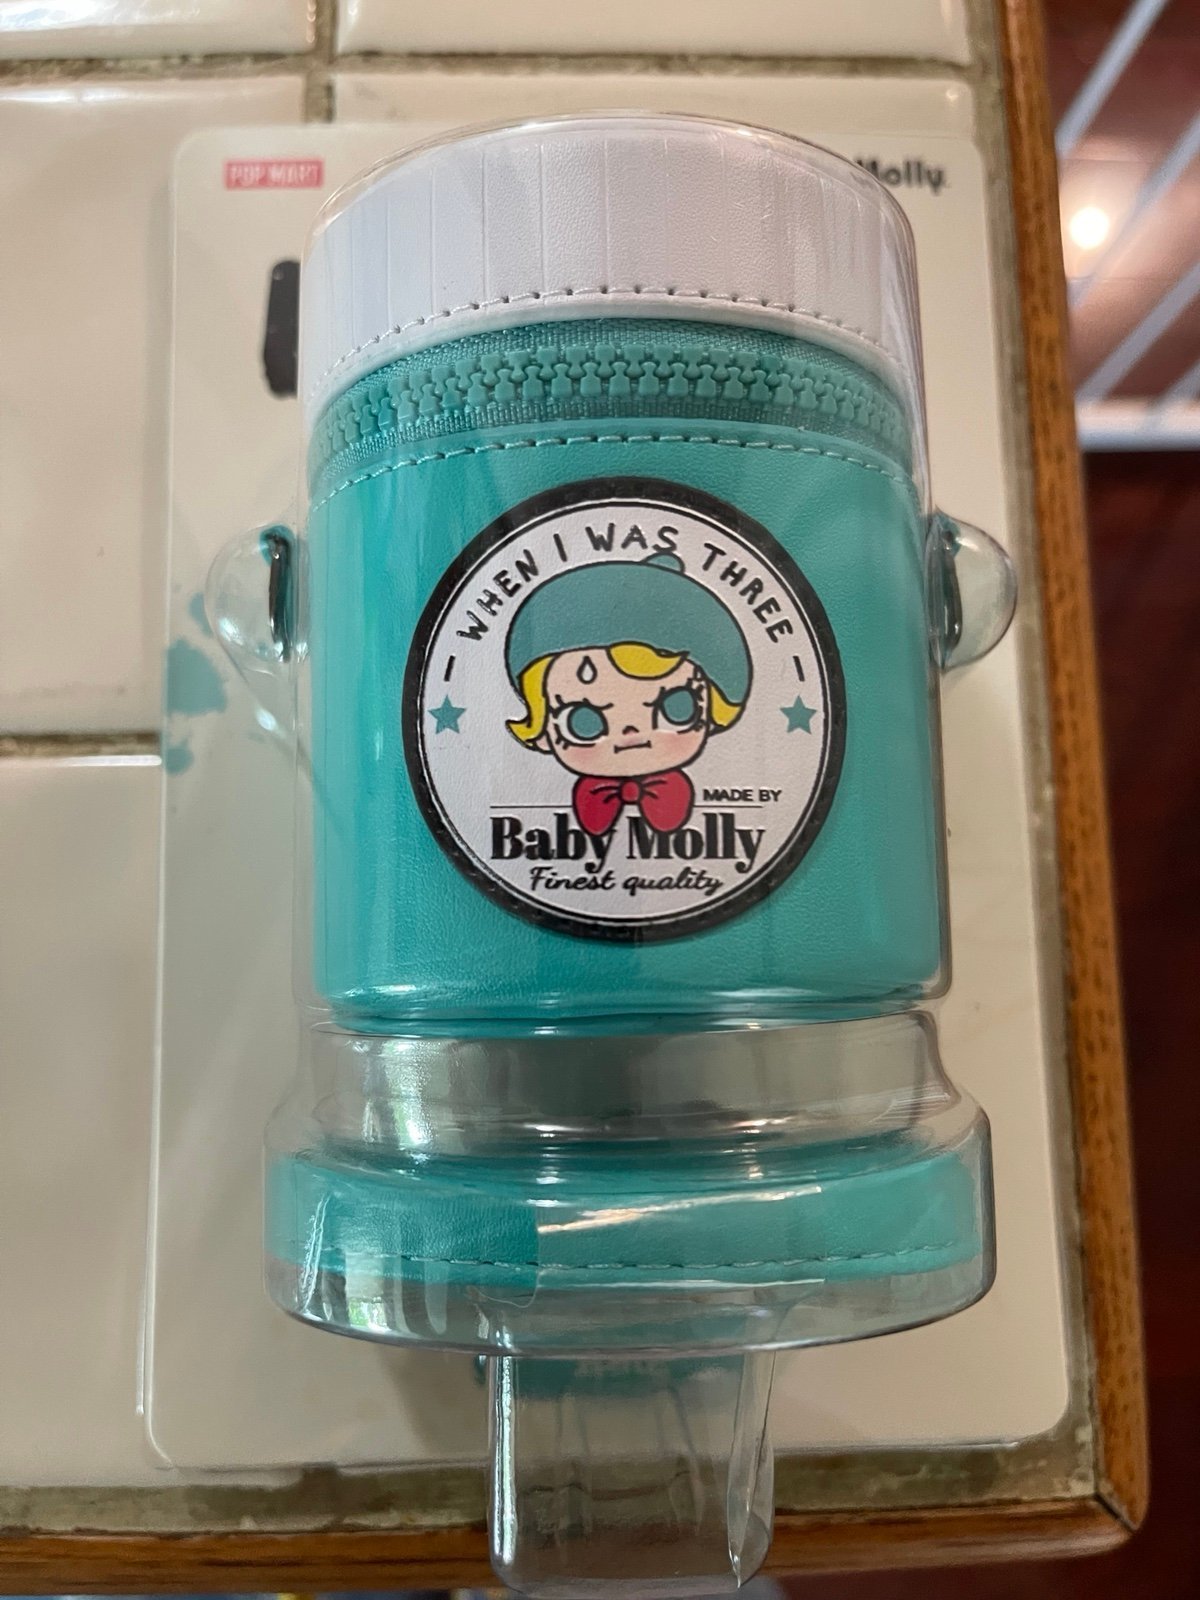 POP MART
Molly.
WHEN I WAS THREE
MADE BY
Baby Molly
Finest quality